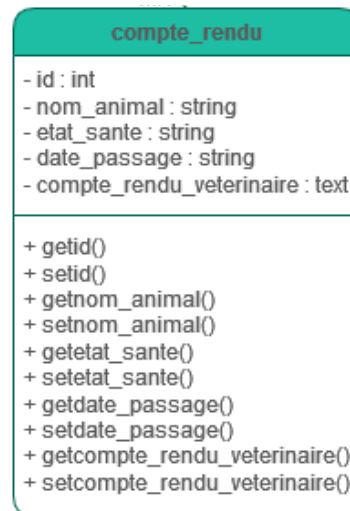 compte_rendu
- id : int
- nom_animal : string
- etat_sante : string
- date_passage : string
- compte_rendu_veterinaire : text
+ getid()
+ setid()
+ getnom_animal()
+ setnom_animal()
+ getetat_sante()
+ setetat_sante()
+ getdate_passage()
+ setdate_passage()
+ getcompte_rendu_veterinaire()
+ setcompte_rendu_veterinaire()